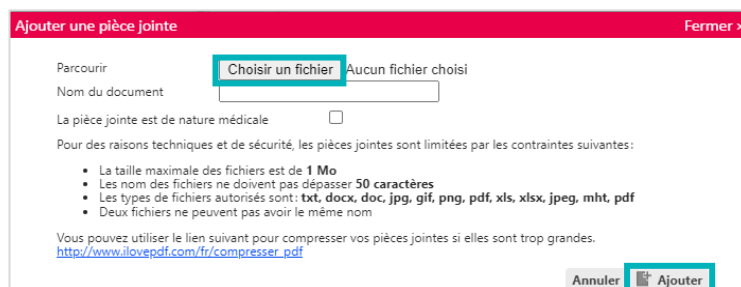 Ajouter une pièce jointe Fermer ×
Parcourir Choisir un fichier Aucun fichier choisi
Nom du document
La pièce jointe est de nature médicale
Pour des raisons techniques et de sécurité, les pièces jointes sont limitées par les contraintes suivantes:
• La taille maximale des fichiers est de 1 Mo
• Les nom des fichiers ne doivent pas dépasser 50 caractères
• Les types de fichiers autorisés sont: txt, docx, doc, jpg, gif, png, pdf, xls, xlsx, jpeg, mht, pdf
• Deux fichiers ne peuvent pas avoir le même nom
Vous pouvez utiliser le lien suivant pour compresser vos pièces jointes si elles sont trop grandes.
http://www.ilovepdf.com/fr/compresser_pdf
Annuler Ajouter